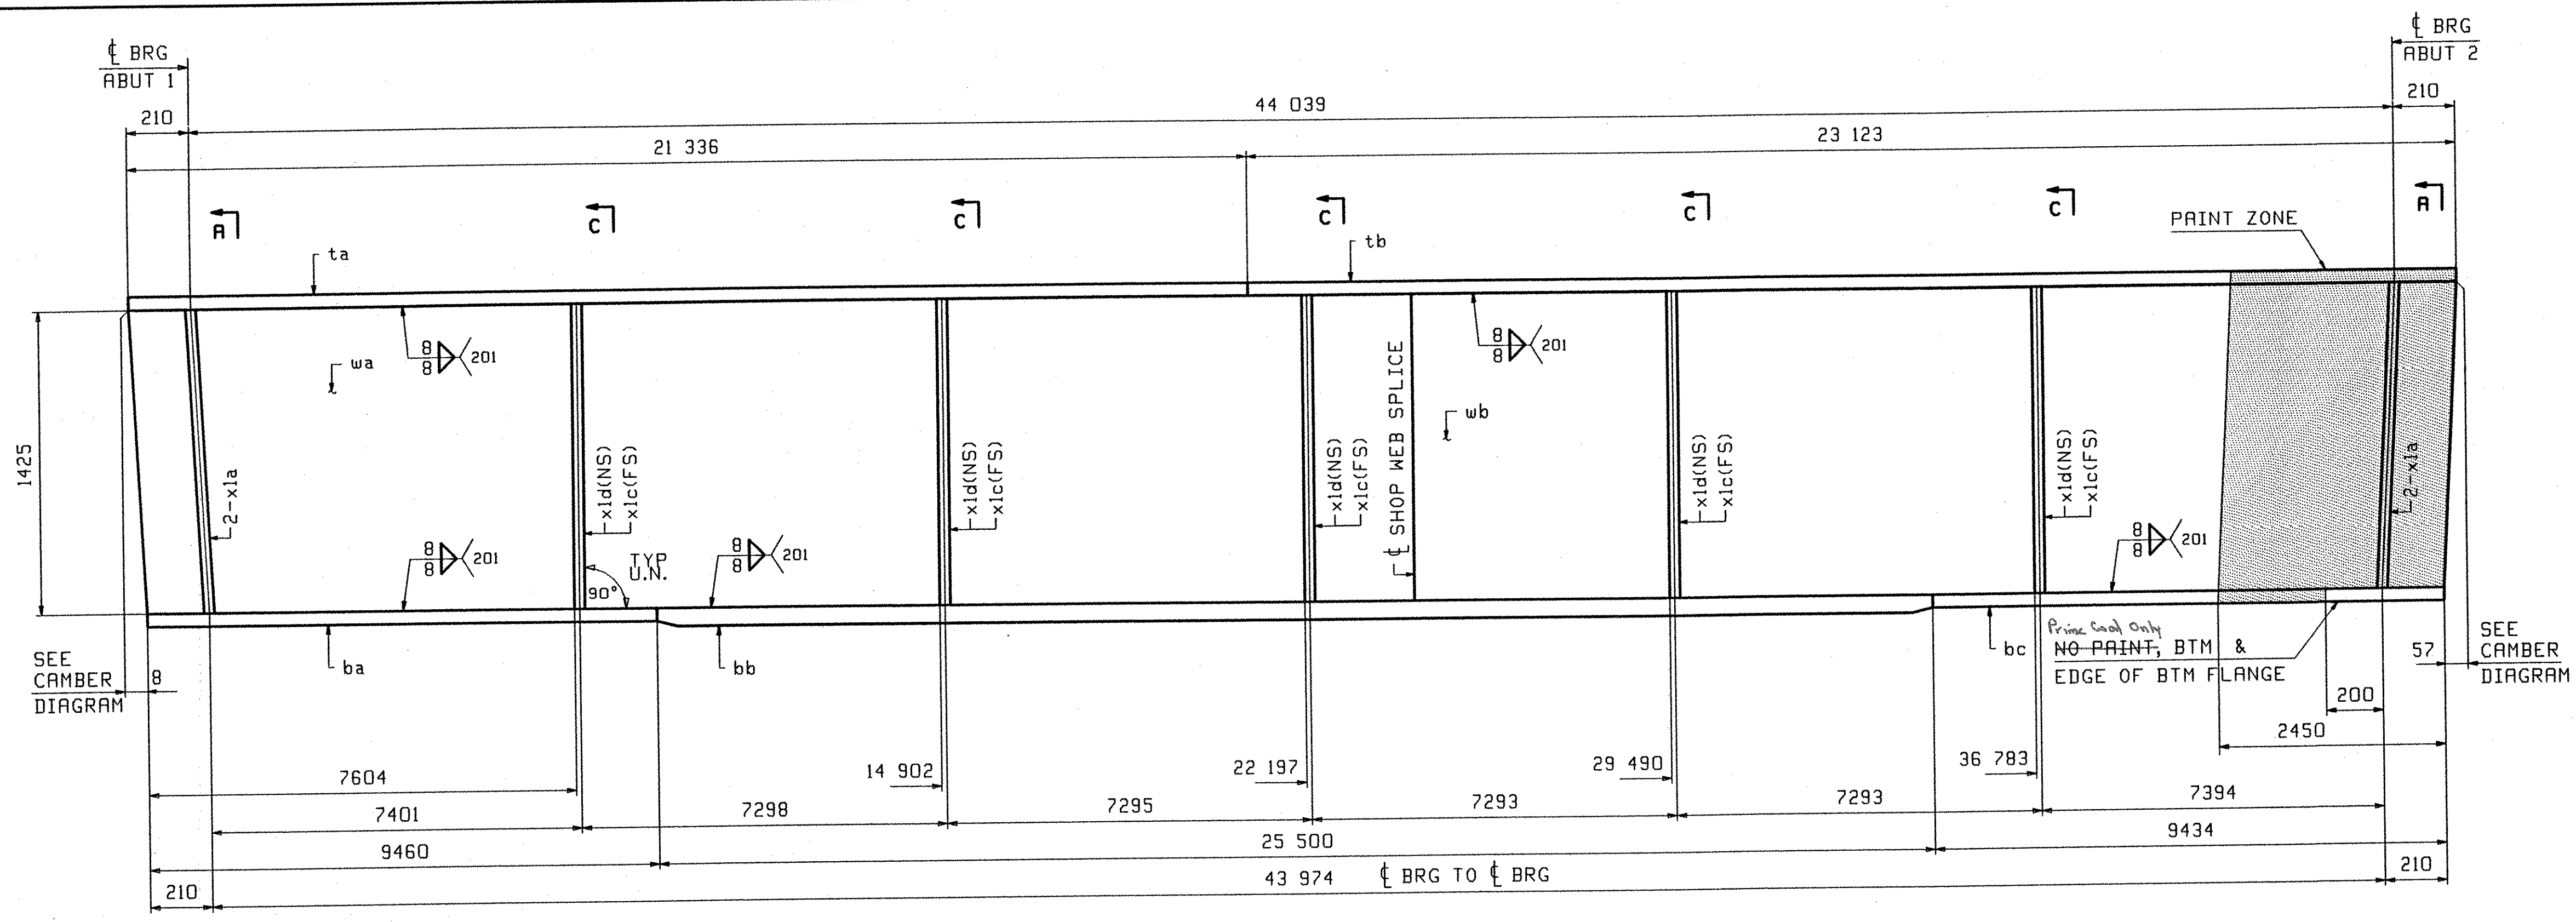 ℄ BRG
ABUT 1
℄ BRG
ABUT 2
210
44 039
210
21 336
23 123
A
C
C
C
C
C
A
PAINT ZONE
ta
tb
8
8
201
8
8
201
wa
wb
1425
2-x1a
x1d(NS)
x1c(FS)
x1d(NS)
x1c(FS)
x1d(NS)
x1c(FS)
℄ SHOP WEB SPLICE
x1d(NS)
x1c(FS)
x1d(NS)
x1c(FS)
2-x1a
8
8
201
TYP
U.N.
90°
8
8
201
8
8
201
ba
bb
bc
Prime Coat Only
NO PAINT, BTM &
EDGE OF BTM FLANGE
SEE
CAMBER
DIAGRAM
8
57
SEE
CAMBER
DIAGRAM
200
2450
7604
14 902
22 197
29 490
36 783
7401
7298
7295
7293
7293
7394
9460
25 500
9434
210
43 974 ℄ BRG TO ℄ BRG
210